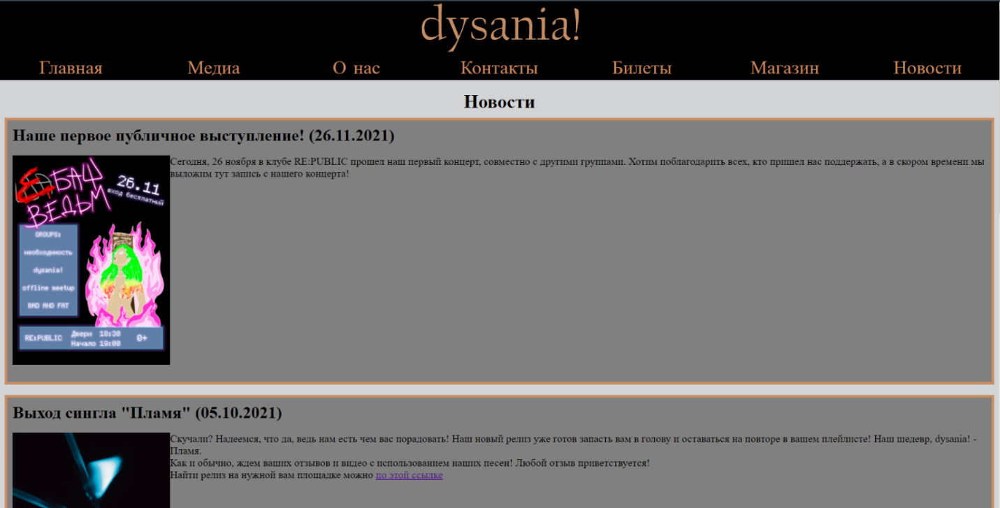 dysania!
Главная Медиа О нас Контакты Билеты Магазин Новости
Новости
Наше первое публичное выступление! (26.11.2021)
Сегодня, 26 ноября в клубе RE:PUBLIC прошел наш первый концерт, совместно с другими группами. Хотим поблагодарить всех, кто пришел нас поддержать, а в скором времени мы
выложим тут запись с нашего концерта!
ЕБАШ
26.11
вход бесплатный
ВЕДЬМ
GROUPS:
необходимость
dysania!
offline meetup
BAD AND FAT
RE:PUBLIC Двери 18:30
Начало 19:00 0+
Выход сингла "Пламя" (05.10.2021)
Скучали? Надеемся, что да, ведь нам есть чем вас порадовать! Наш новый релиз уже готов запасть вам в голову и оставаться на повторе в вашем плейлисте! Наш шедевр, dysania! -
Пламя.
Как и обычно, ждем ваших отзывов и видео с использованием наших песен! Любой отзыв приветствуется!
Найти релиз на нужной вам площадке можно по этой ссылке